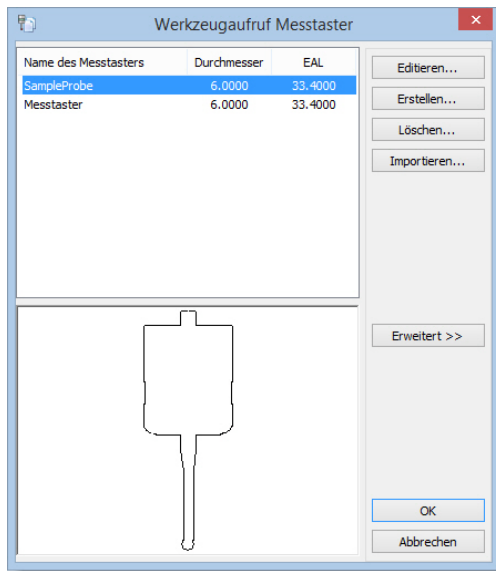 Werkzeugaufruf Messtaster
Name des Messtasters Durchmesser EAL
SampleProbe 6.0000 33.4000
Messtaster 6.0000 33.4000
Editieren...
Erstellen...
Löschen...
Importieren...
Erweitert >>
OK
Abbrechen